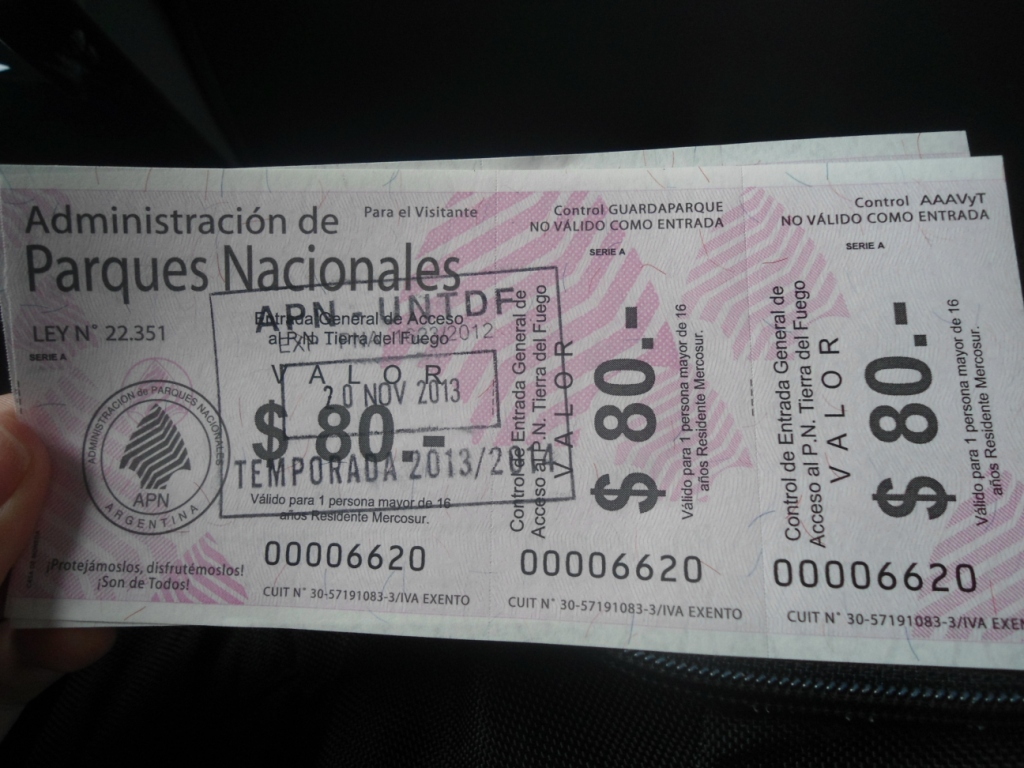 Administración de
Parques Nacionales
Para el Visitante
LEY N° 22.351
SERIE A
ADMINISTRACIÓN de PARQUES NACIONALES
APN
ARGENTINA
¡Protejámoslos, disfrutémoslos!
¡Son de Todos!
Entrada General de Acceso
al P.N. Tierra del Fuego
VALOR
$ 80.-
Válido para 1 persona mayor de 16
años Residente Mercosur.
00006620
CUIT N° 30-57191083-3/IVA EXENTO
APN - UNTDF
20 NOV 2013
TEMPORADA 2013/2014
Control GUARDAPARQUE
NO VÁLIDO COMO ENTRADA
SERIE A
Control de Entrada General de
Acceso al P.N. Tierra del Fuego
VALOR
$ 80.-
Válido para 1 persona mayor de 16
años Residente Mercosur.
00006620
CUIT N° 30-57191083-3/IVA EXENTO
Control AAAVyT
NO VÁLIDO COMO ENTRADA
SERIE A
Control de Entrada General de
Acceso al P.N. Tierra del Fuego
VALOR
$ 80.-
Válido para 1 persona mayor de 16
años Residente Mercosur.
00006620
CUIT N° 30-57191083-3/IVA EXEN